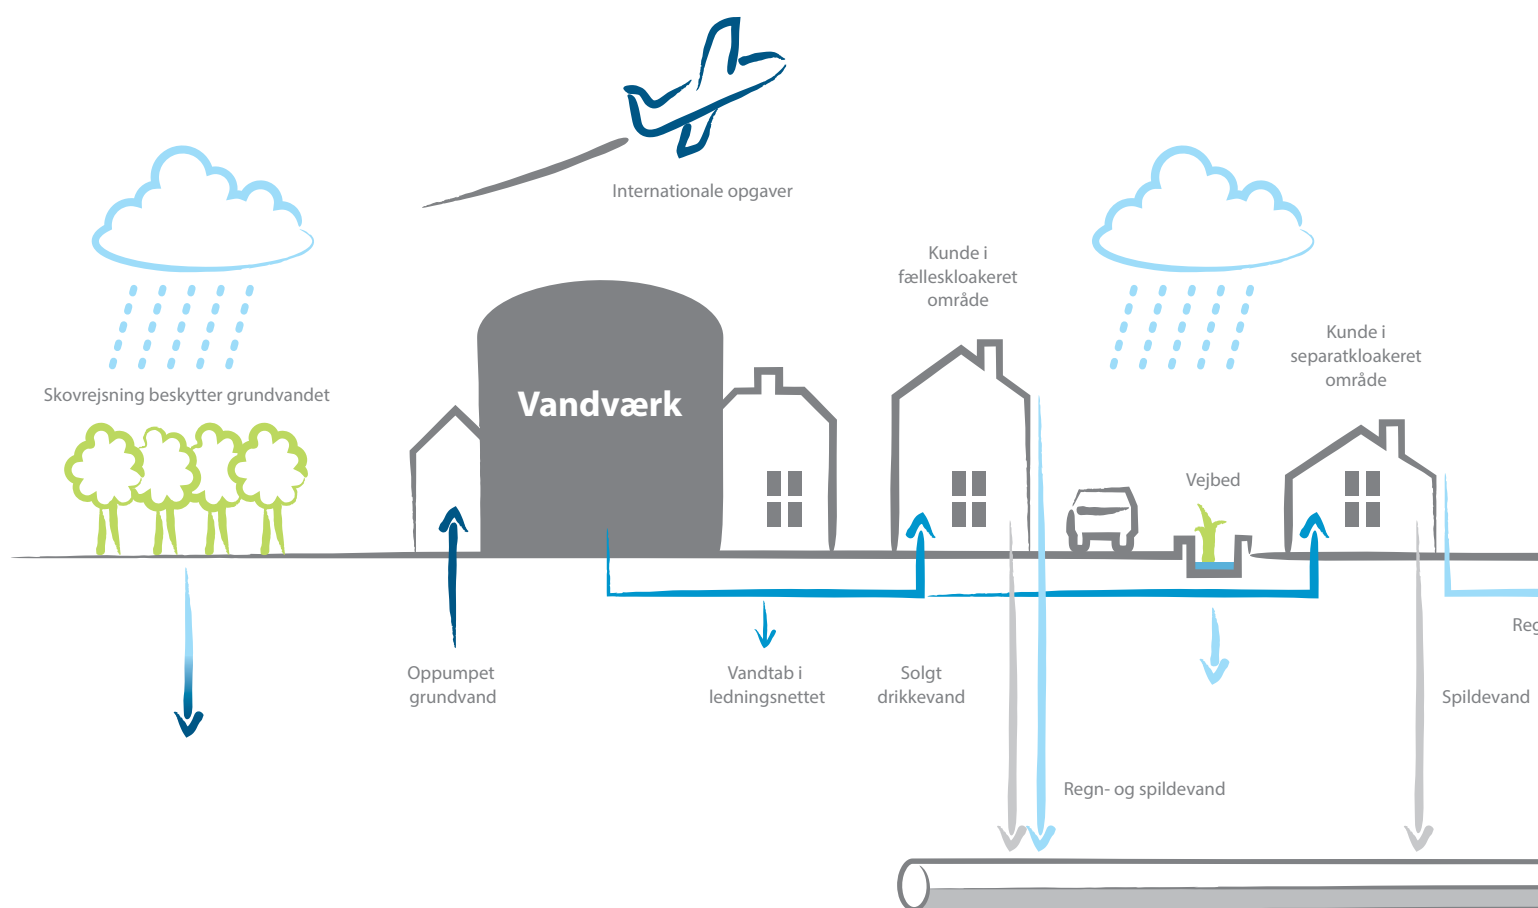 Internationale opgaver
Kunde i
fælleskloakeret
område
Kunde i
separatkloakeret
område
Skovrejsning beskytter grundvandet
Vandværk
Vejbed
Oppumpet
grundvand
Vandtab i
ledningsnettet
Solgt
drikkevand
Reg
Spildevand
Regn- og spildevand